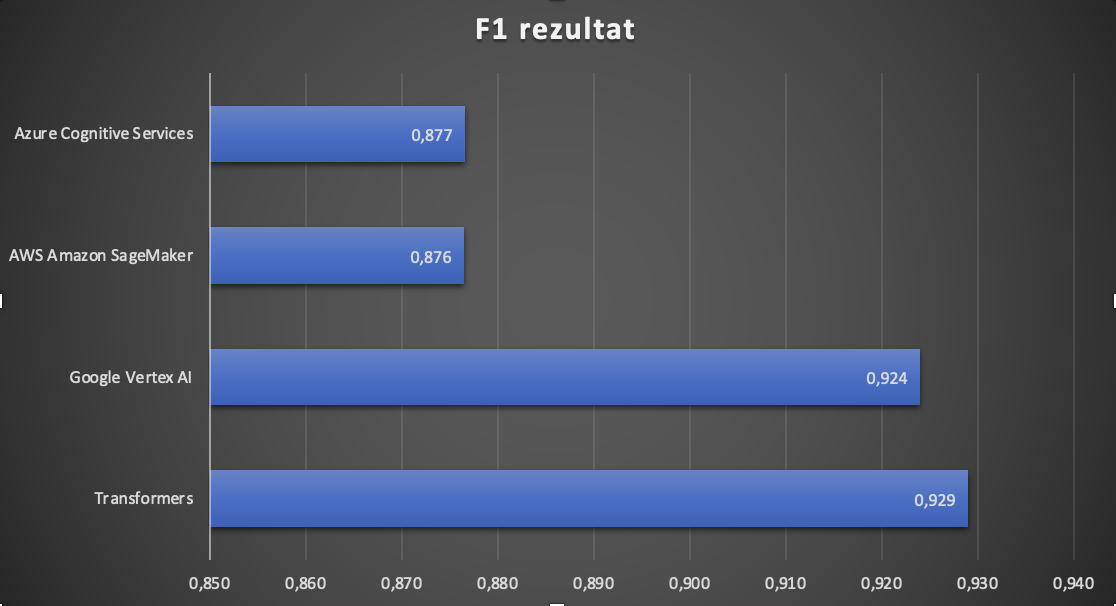 F1 rezultat
Azure Cognitive Services
0,877
AWS Amazon SageMaker
0,876
Google Vertex AI
0,924
Transformers
0,929
0,850 0,860 0,870 0,880 0,890 0,900 0,910 0,920 0,930 0,940